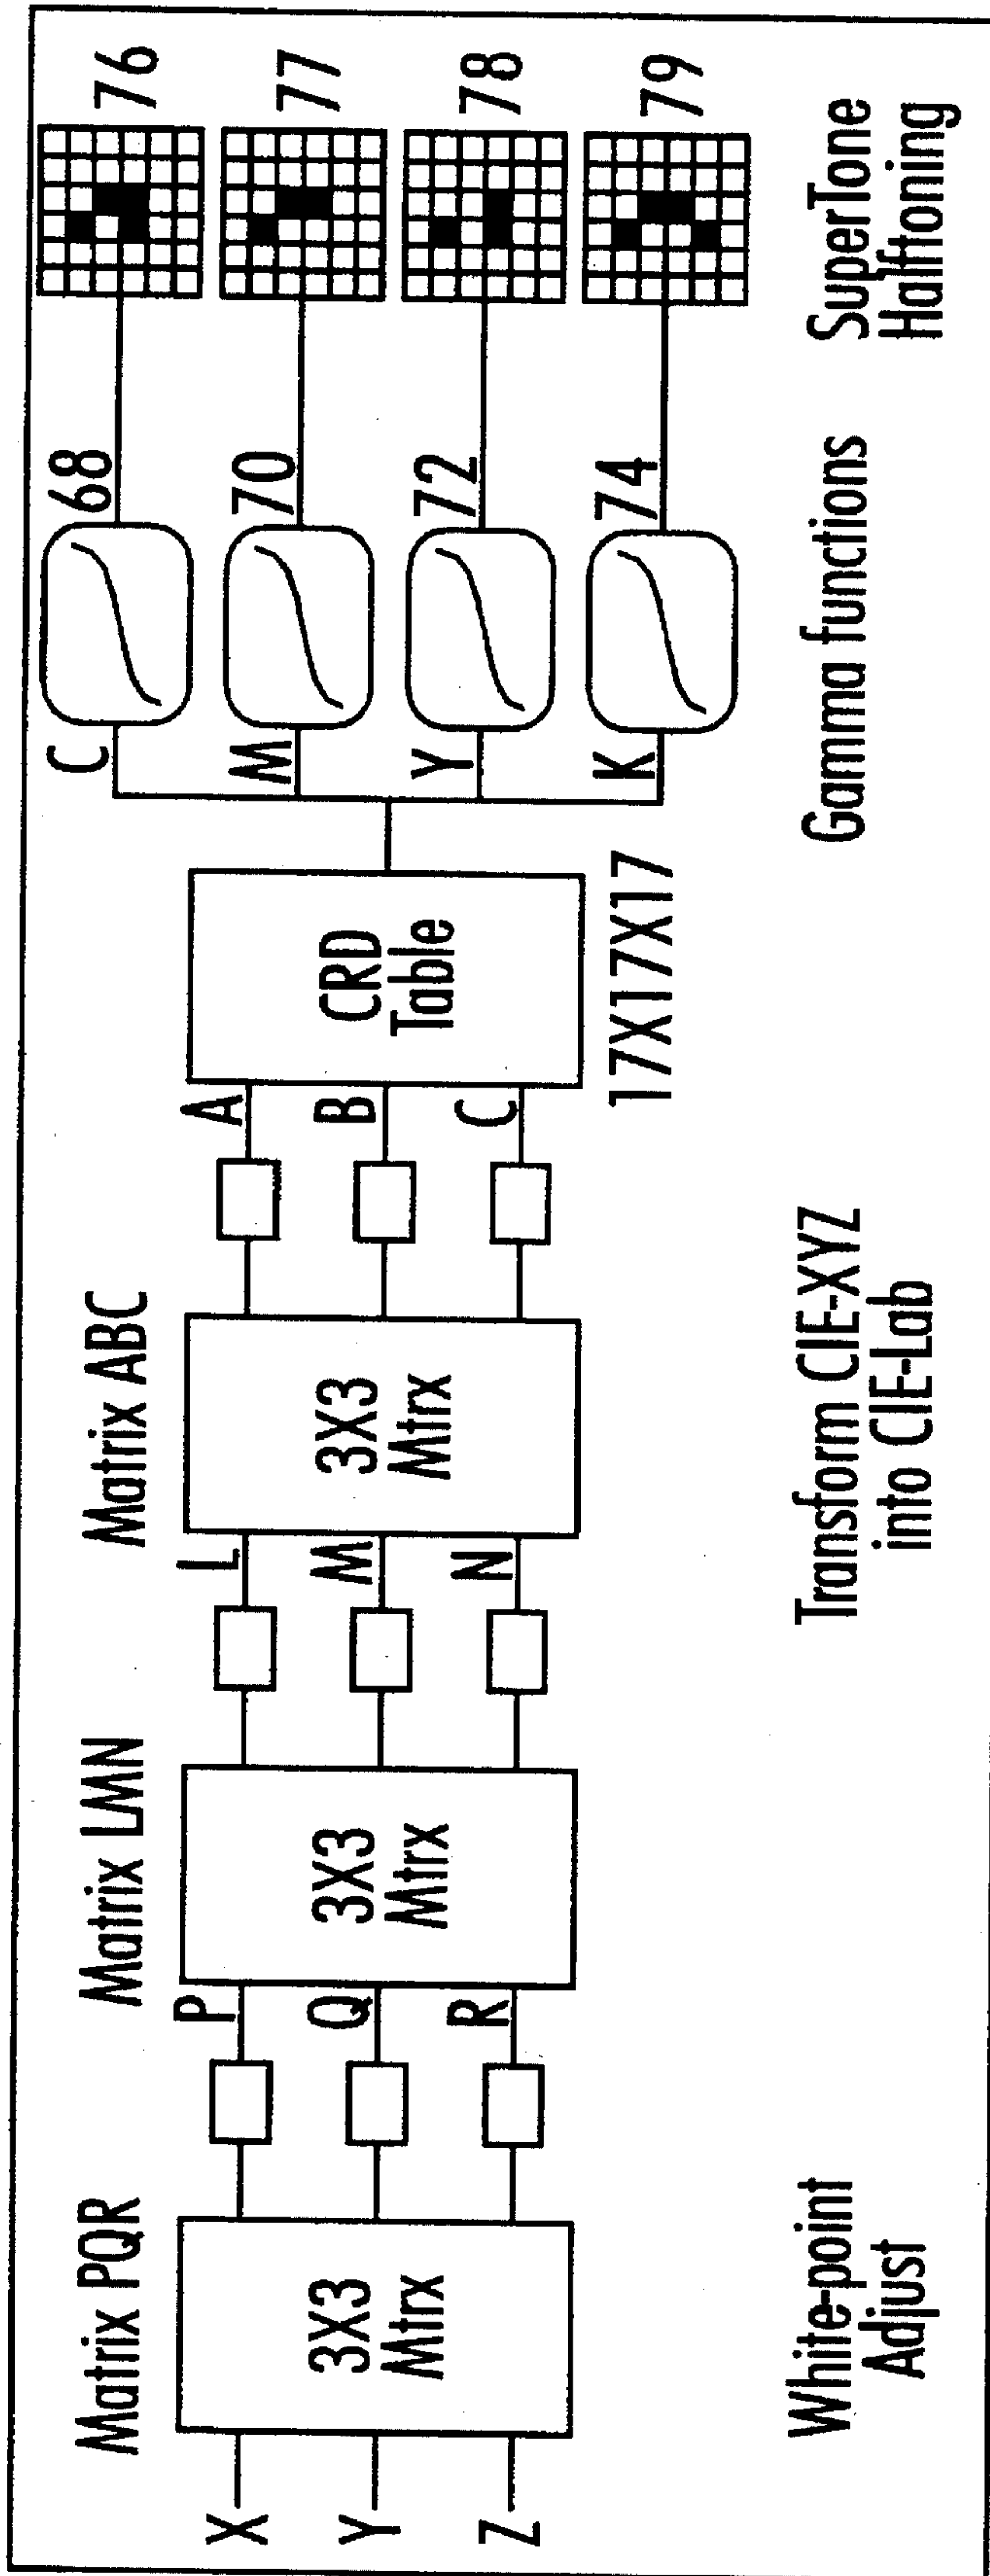 Matrix PQR
Matrix LMN
Matrix ABC
X
Y
Z
3X3
Mtrx
P
Q
R
3X3
Mtrx
L
M
N
3X3
Mtrx
A
B
C
CRD
Table
17X17X17
C
M
Y
K
68
70
72
74
76
77
78
79
White-point
Adjust
Transform CIE-XYZ
into CIE-Lab
Gamma functions
SuperTone
Halftoning